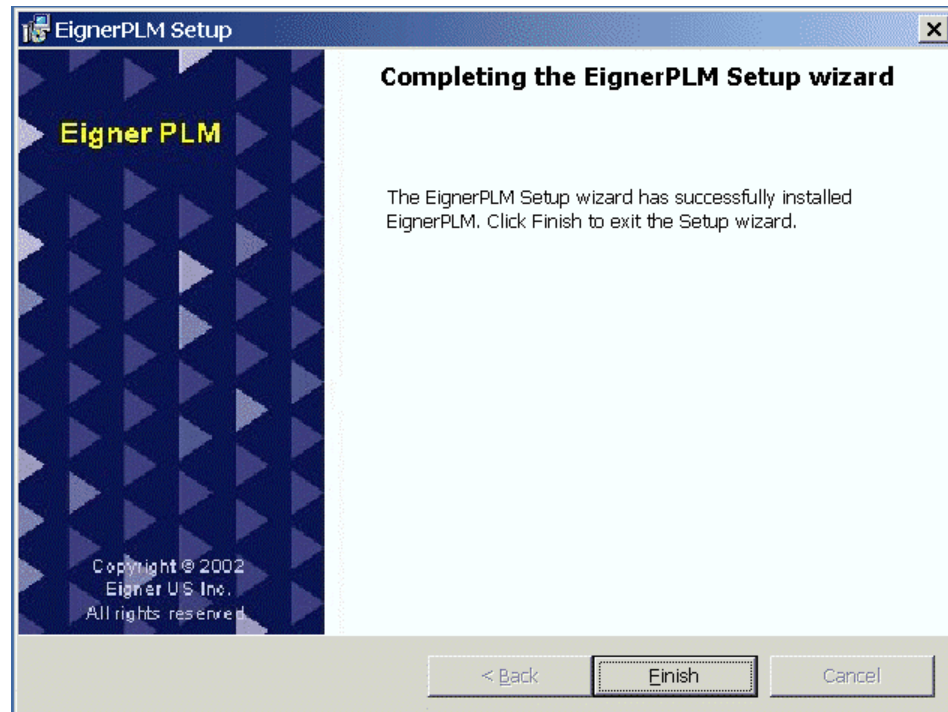 EignerPLM Setup
Completing the EignerPLM Setup wizard
Eigner PLM
The EignerPLM Setup wizard has successfully installed
EignerPLM. Click Finish to exit the Setup wizard.
Copyright © 2002
Eigner US Inc.
All rights reserved.
< Back
Finish
Cancel